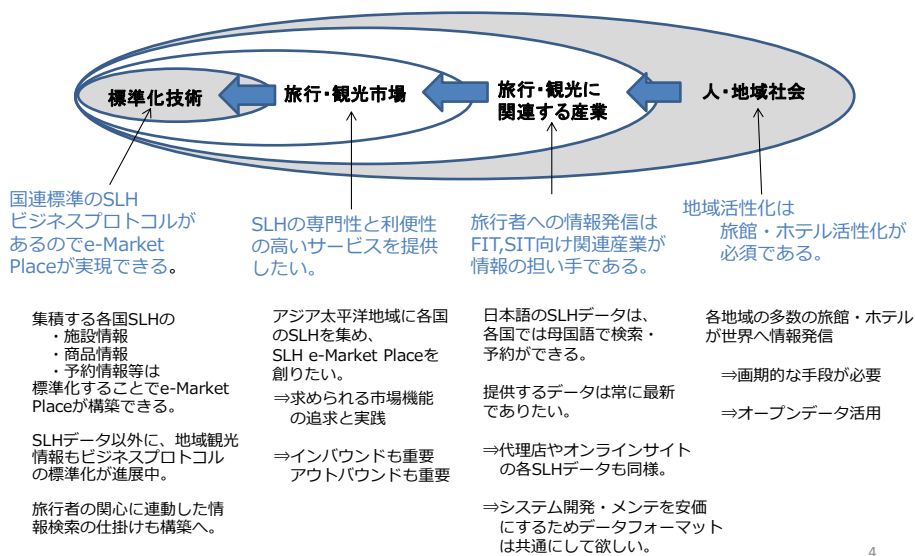 標準化技術
旅行・観光市場
旅行・観光に
関連する産業
人・地域社会
国連標準のSLH
ビジネスプロトコルが
あるのでe-Market
Placeが実現できる。
集積する各国SLHの
・施設情報
・商品情報
・予約情報等は
標準化することでe-Market
Placeが構築できる。
SLHデータ以外に、地域観光
情報もビジネスプロトコル
の標準化が進展中。
旅行者の関心に連動した情
報検索の仕掛けも構築へ。
SLHの専門性と利便性
の高いサービスを提供
したい。
アジア太平洋地域に各国
のSLHを集め、
SLH e-Market Placeを
創りたい。
⇒求められる市場機能
の追求と実践
⇒インバウンドも重要
アウトバウンドも重要
旅行者への情報発信は
FIT,SIT向け関連産業が
情報の担い手である。
日本語のSLHデータは、
各国では母国語で検索・
予約ができる。
提供するデータは常に最新
でありたい。
⇒代理店やオンラインサイト
の各SLHデータも同様。
⇒システム開発・メンテを安価
にするためデータフォーマット
は共通にして欲しい。
地域活性化は
旅館・ホテル活性化が
必須である。
各地域の多数の旅館・ホテル
が世界へ情報発信
⇒画期的な手段が必要
⇒オープンデータ活用
4